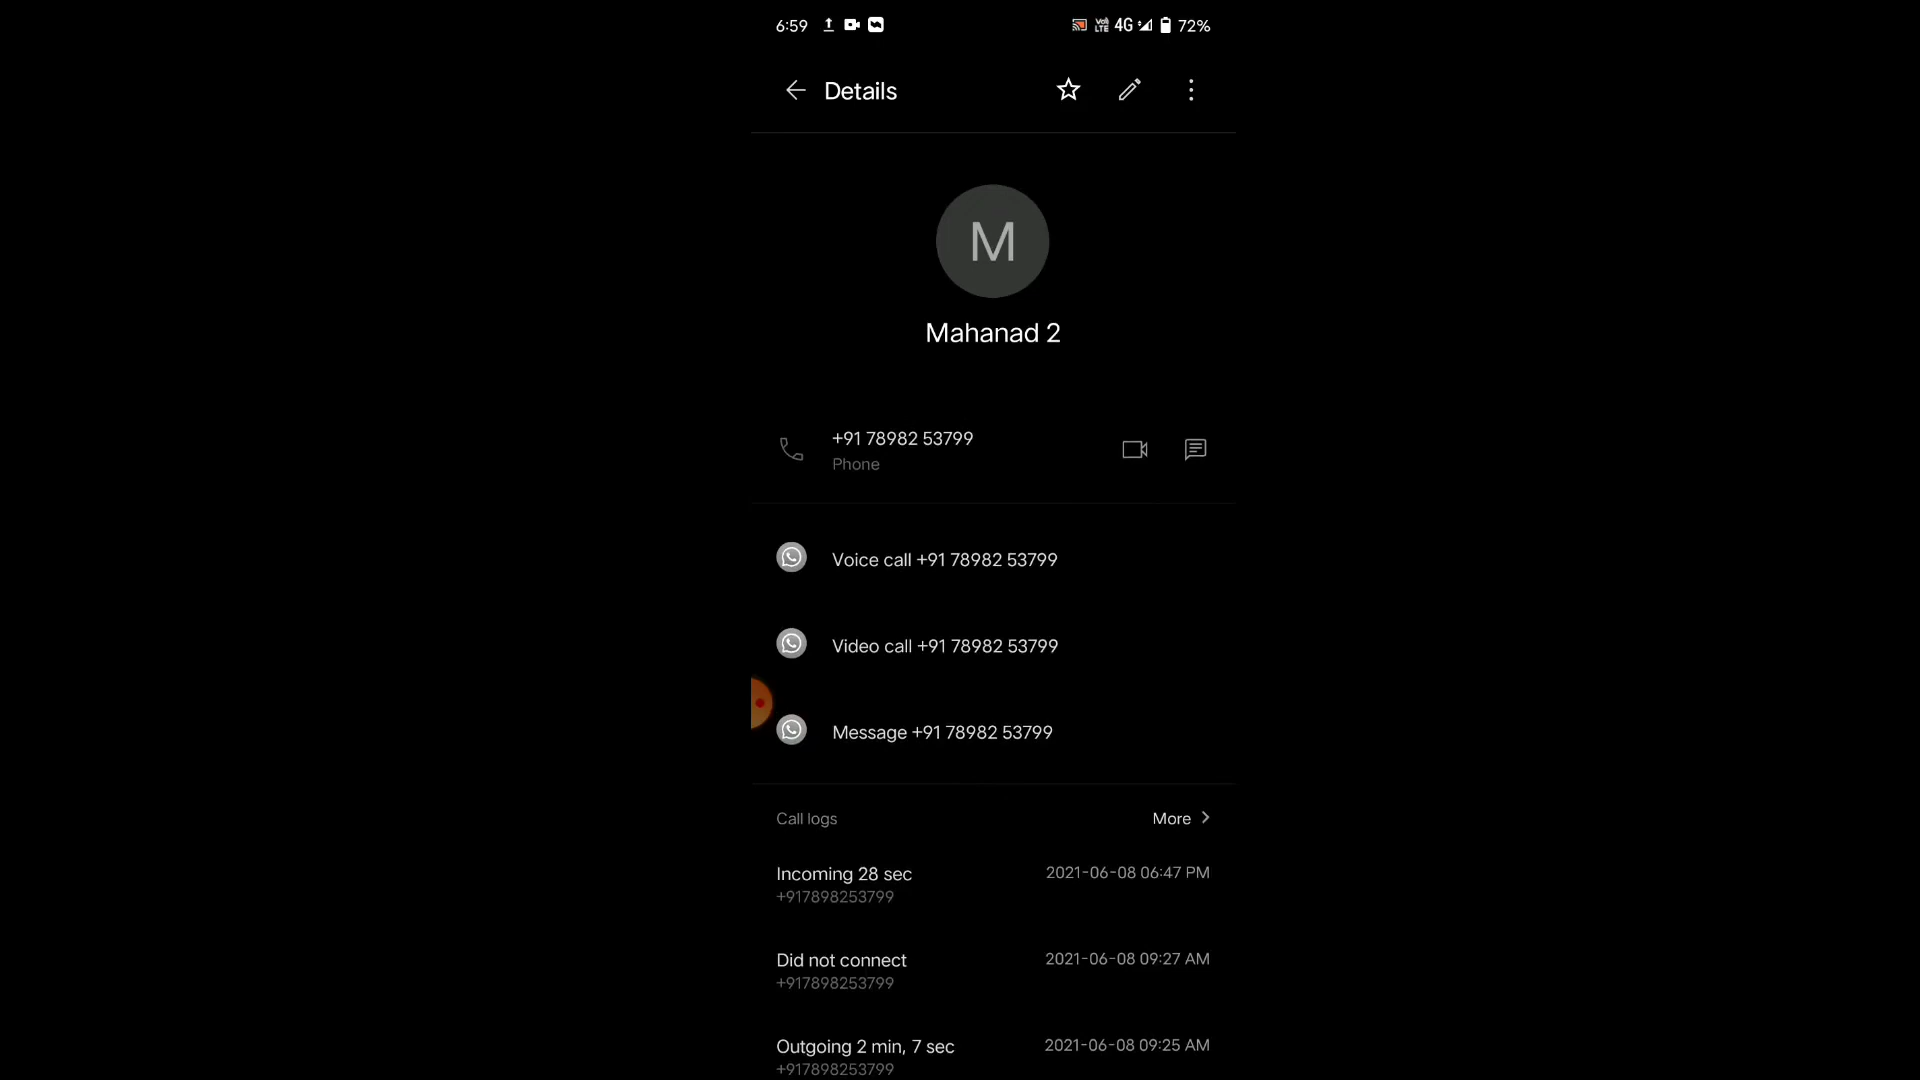 6:59 Vo) LTE 4G 72%
Details
M
Mahanad 2
+91 78982 53799
Phone
Voice call +91 78982 53799
Video call +91 78982 53799
Message +91 78982 53799
Call logs More
Incoming 28 sec 2021-06-08 06:47 PM
+917898253799
Did not connect 2021-06-08 09:27 AM
+917898253799
Outgoing 2 min, 7 sec 2021-06-08 09:25 AM
+917898253799